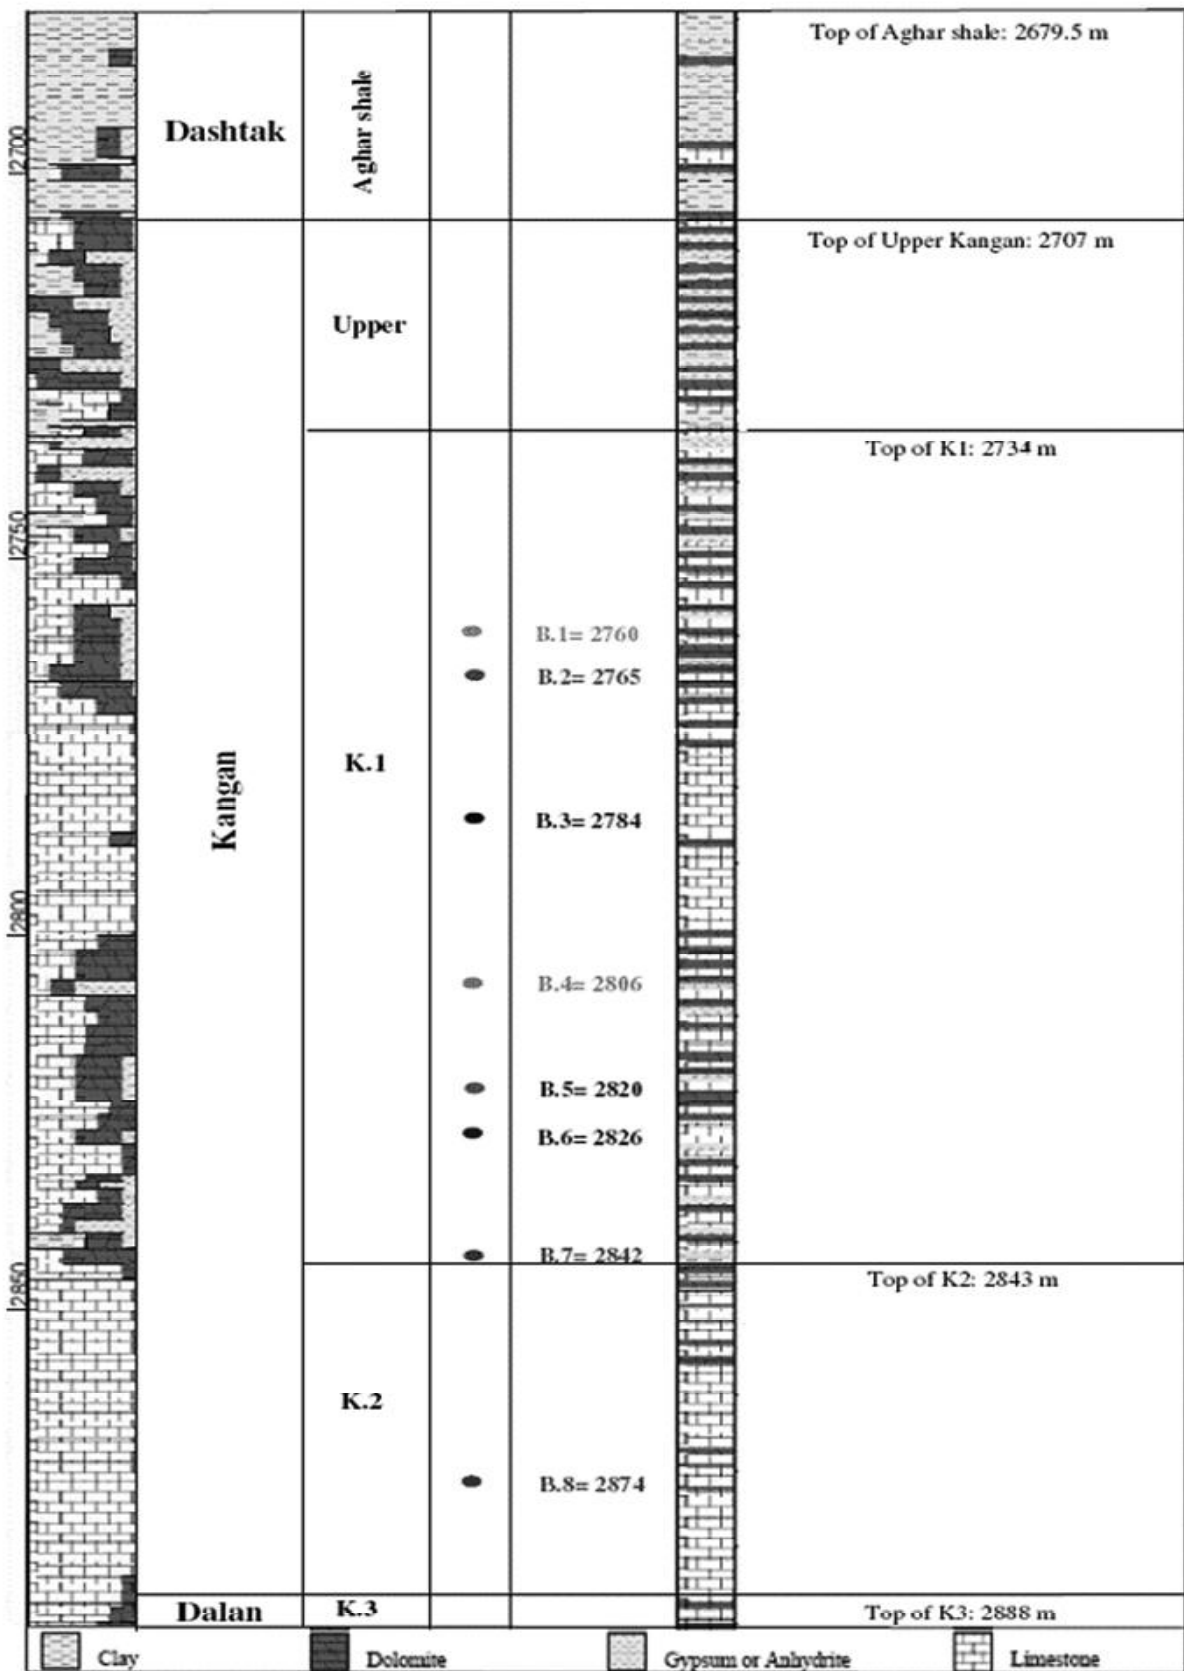 Top of Aghar shale: 2679.5 m
2700
Dashtak
Aghar shale
Top of Upper Kangan: 2707 m
Upper
Top of K1: 2734 m
2750
B.1= 2760
B.2= 2765
Kangan
K.1
B.3= 2784
2800
B.4= 2806
B.5= 2820
B.6= 2826
B.7= 2842
2850
Top of K2: 2843 m
K.2
B.8= 2874
Dalan
K.3
Top of K3: 2888 m
Clay
Dolomite
Gypsum or Anhydrite
Limestone